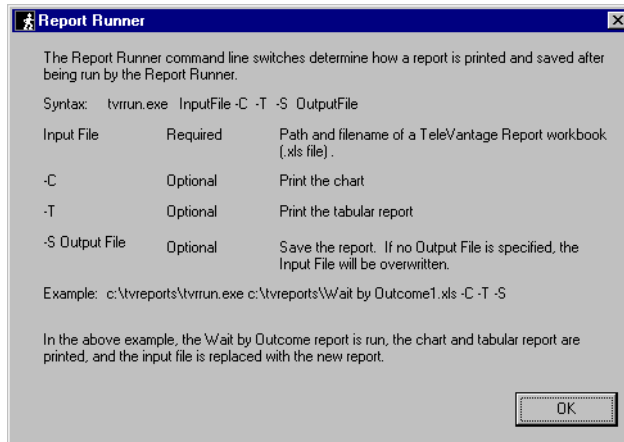 Report Runner
The Report Runner command line switches determine how a report is printed and saved after
being run by the Report Runner.
Syntax: tvrrun.exe InputFile -C -T -S OutputFile
Input File Required Path and filename of a TeleVantage Report workbook
(.xls file) .
-C Optional Print the chart
-T Optional Print the tabular report
-S Output File Optional Save the report. If no Output File is specified, the
Input File will be overwritten.
Example: c:\tvreports\tvrrun.exe c:\tvreports\Wait by Outcome1.xls -C -T -S
In the above example, the Wait by Outcome report is run, the chart and tabular report are
printed, and the input file is replaced with the new report.
OK